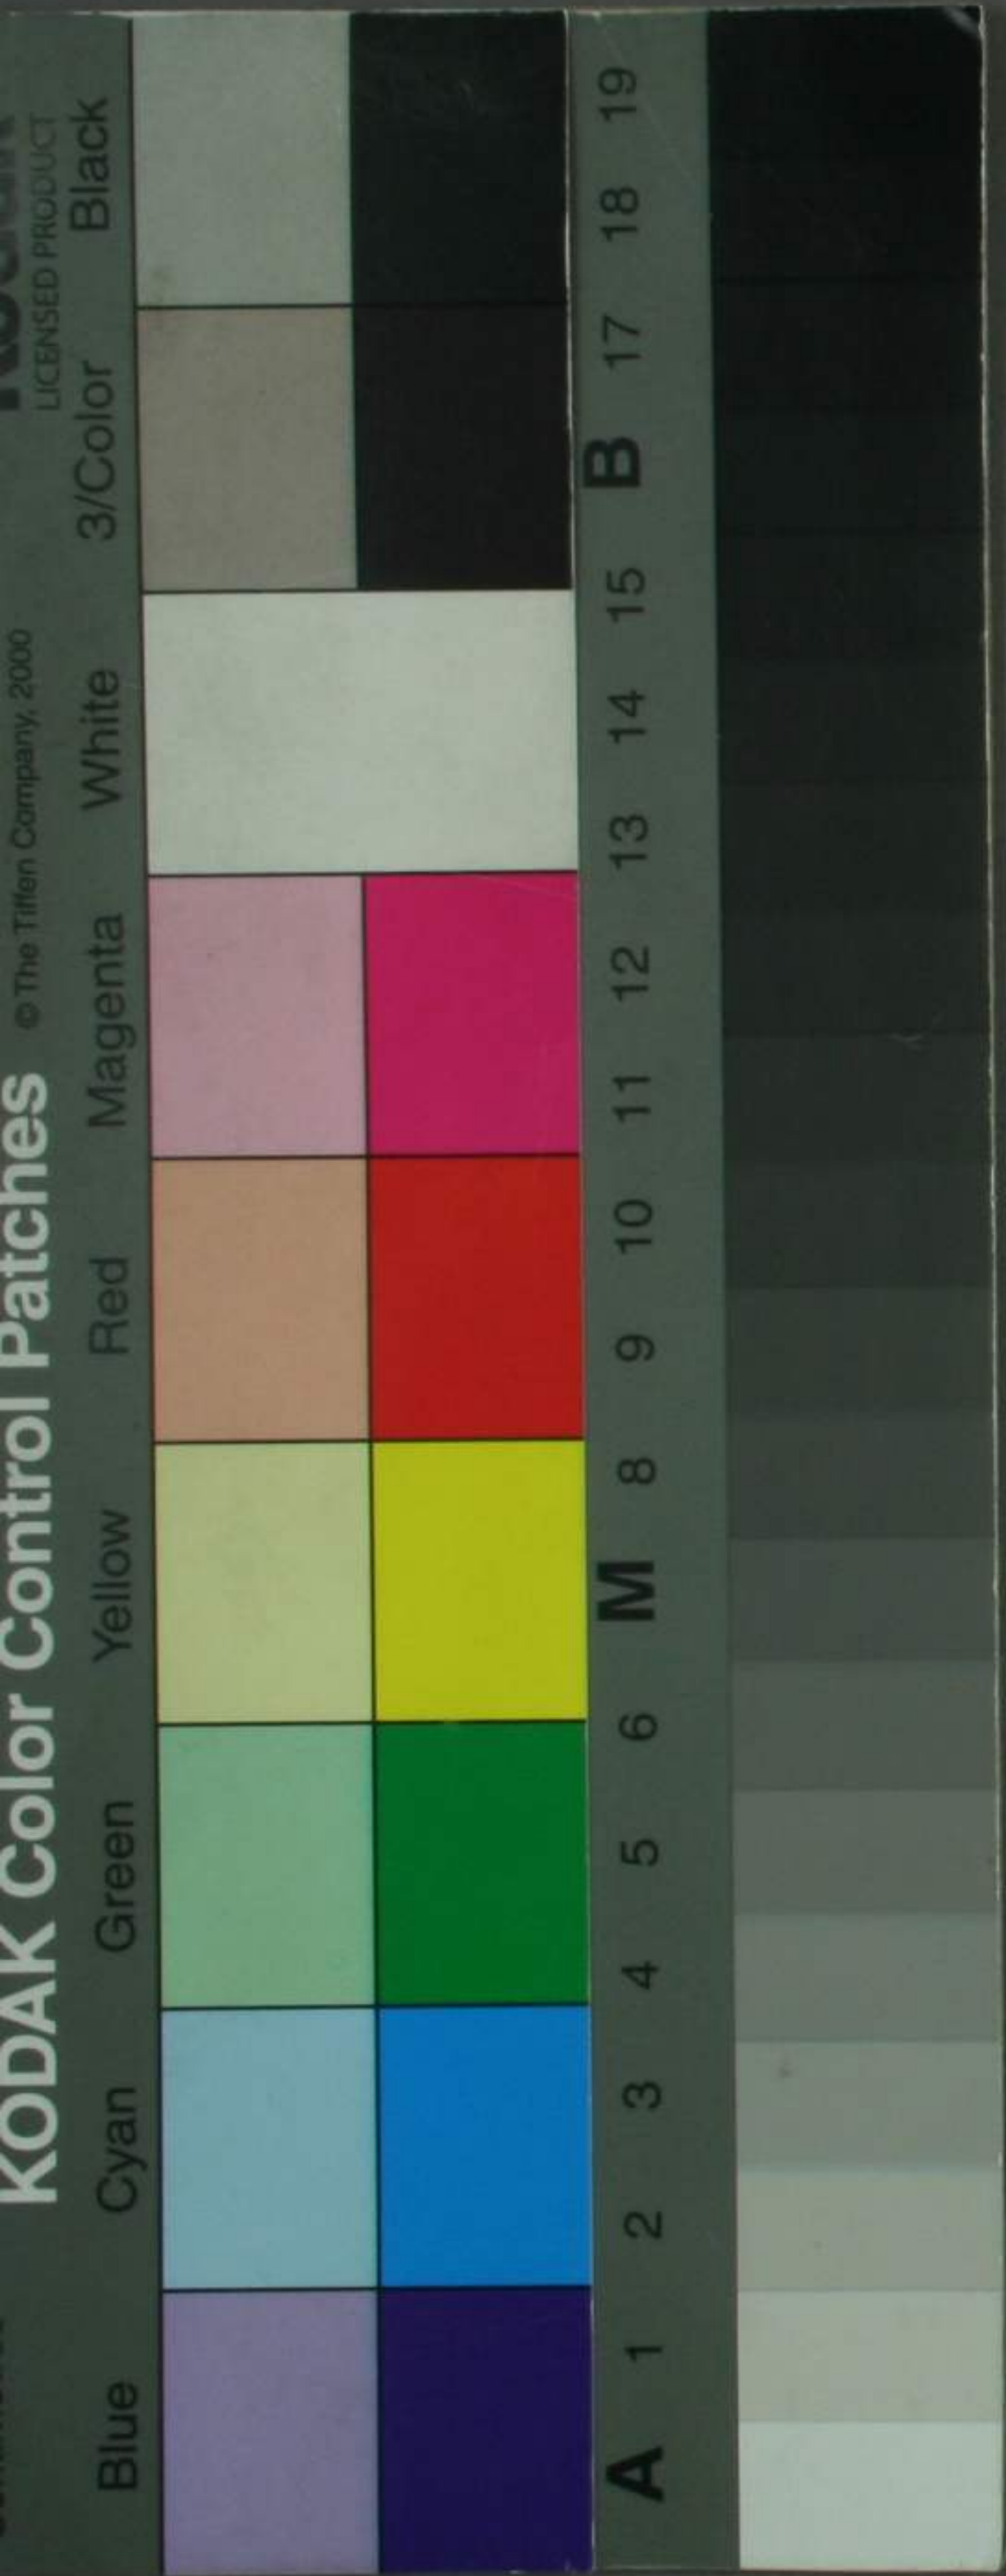 KODAK Color Control Patches © The Tiffen Company, 2000
Kodak
LICENSED PRODUCT
Blue Cyan Green Yellow Red Magenta White 3/Color Black
A 1 2 3 4 5 6 M 8 9 10 11 12 13 14 15 B 17 18 19